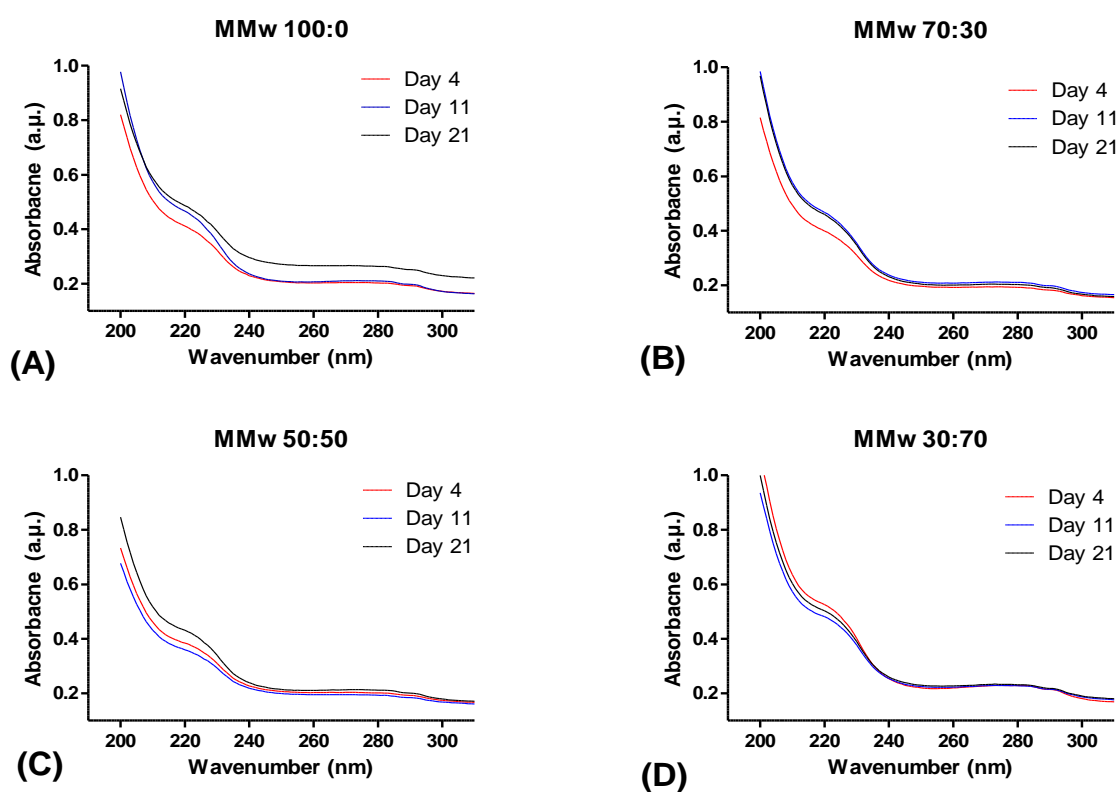 MMw 100:0
Day 4
Day 11
Day 21
1.0
0.8
0.6
0.4
0.2
Absorbacne (a.μ.)
200 220 240 260 280 300
Wavenumber (nm)
(A)
MMw 70:30
Day 4
Day 11
Day 21
1.0
0.8
0.6
0.4
0.2
Absorbacne (a.μ.)
200 220 240 260 280 300
Wavenumber (nm)
(B)
MMw 50:50
Day 4
Day 11
Day 21
1.0
0.8
0.6
0.4
0.2
Absorbacne (a.μ.)
200 220 240 260 280 300
Wavenumber (nm)
(C)
MMw 30:70
Day 4
Day 11
Day 21
1.0
0.8
0.6
0.4
0.2
Absorbacne (a.μ.)
200 220 240 260 280 300
Wavenumber (nm)
(D)